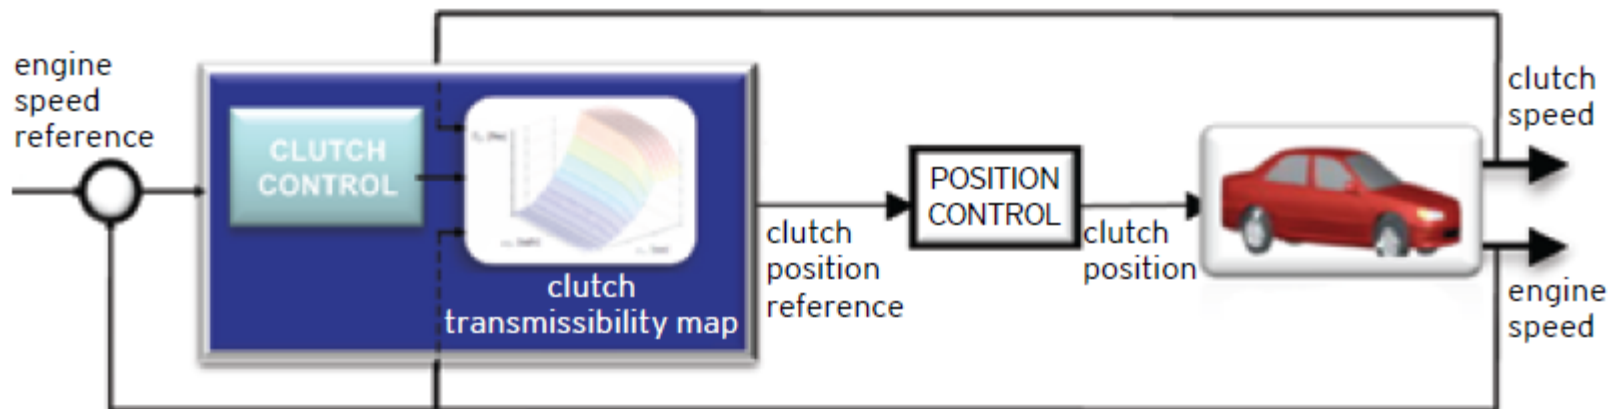 engine
speed
reference
CLUTCH
CONTROL
clutch
transmissibility map
clutch
position
reference
POSITION
CONTROL
clutch
position
clutch
speed
engine
speed